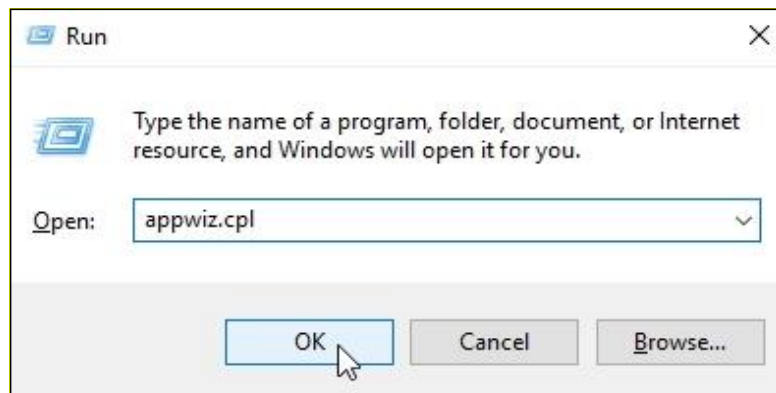 Run
Type the name of a program, folder, document, or Internet
resource, and Windows will open it for you.
Open: appwiz.cpl
OK Cancel Browse...